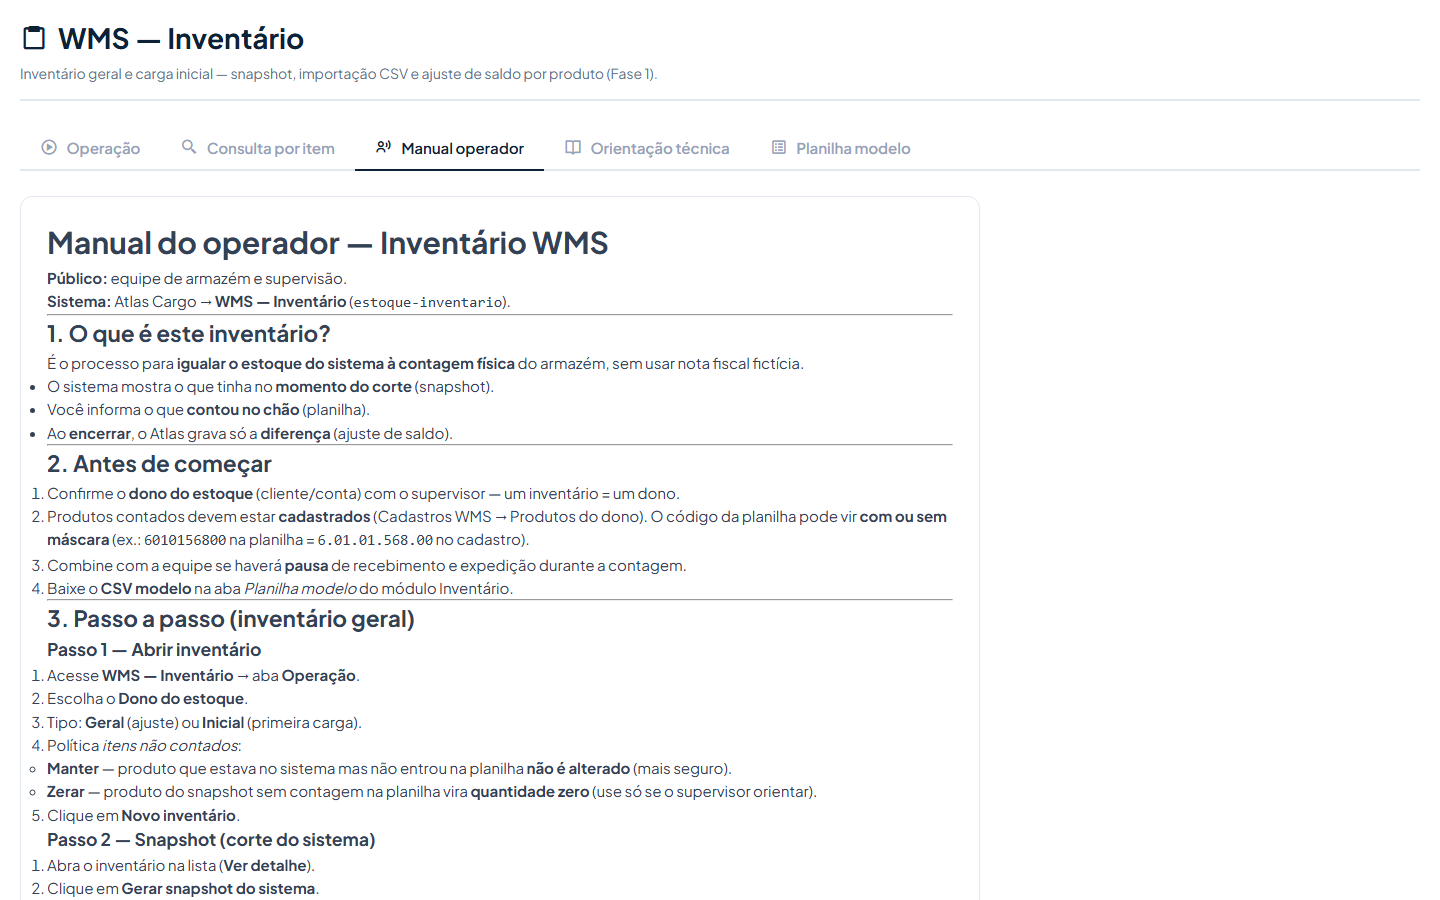 WMS — Inventário
Inventário geral e carga inicial — snapshot, importação CSV e ajuste de saldo por produto (Fase 1).
Operação
Consulta por item
Manual operador
Orientação técnica
Planilha modelo
Manual do operador — Inventário WMS
Público: equipe de armazém e supervisão.
Sistema: Atlas Cargo → WMS — Inventário (estoque-inventario).
1. O que é este inventário?
É o processo para igualar o estoque do sistema à contagem física do armazém, sem usar nota fiscal fictícia.
• O sistema mostra o que tinha no momento do corte (snapshot).
• Você informa o que contou no chão (planilha).
• Ao encerrar, o Atlas grava só a diferença (ajuste de saldo).
2. Antes de começar
1. Confirme o dono do estoque (cliente/conta) com o supervisor — um inventário = um dono.
2. Produtos contados devem estar cadastrados (Cadastros WMS → Produtos do dono). O código da planilha pode vir com ou sem
máscara (ex.: 6010156800 na planilha = 6.01.01.568.00 no cadastro).
3. Combine com a equipe se haverá pausa de recebimento e expedição durante a contagem.
4. Baixe o CSV modelo na aba Planilha modelo do módulo Inventário.
3. Passo a passo (inventário geral)
Passo 1 — Abrir inventário
1. Acesse WMS — Inventário → aba Operação.
2. Escolha o Dono do estoque.
3. Tipo: Geral (ajuste) ou Inicial (primeira carga).
4. Política itens não contados:
◦ Manter — produto que estava no sistema mas não entrou na planilha não é alterado (mais seguro).
◦ Zerar — produto do snapshot sem contagem na planilha vira quantidade zero (use só se o supervisor orientar).
5. Clique em Novo inventário.
Passo 2 — Snapshot (corte do sistema)
1. Abra o inventário na lista (Ver detalhe).
2. Clique em Gerar snapshot do sistema.